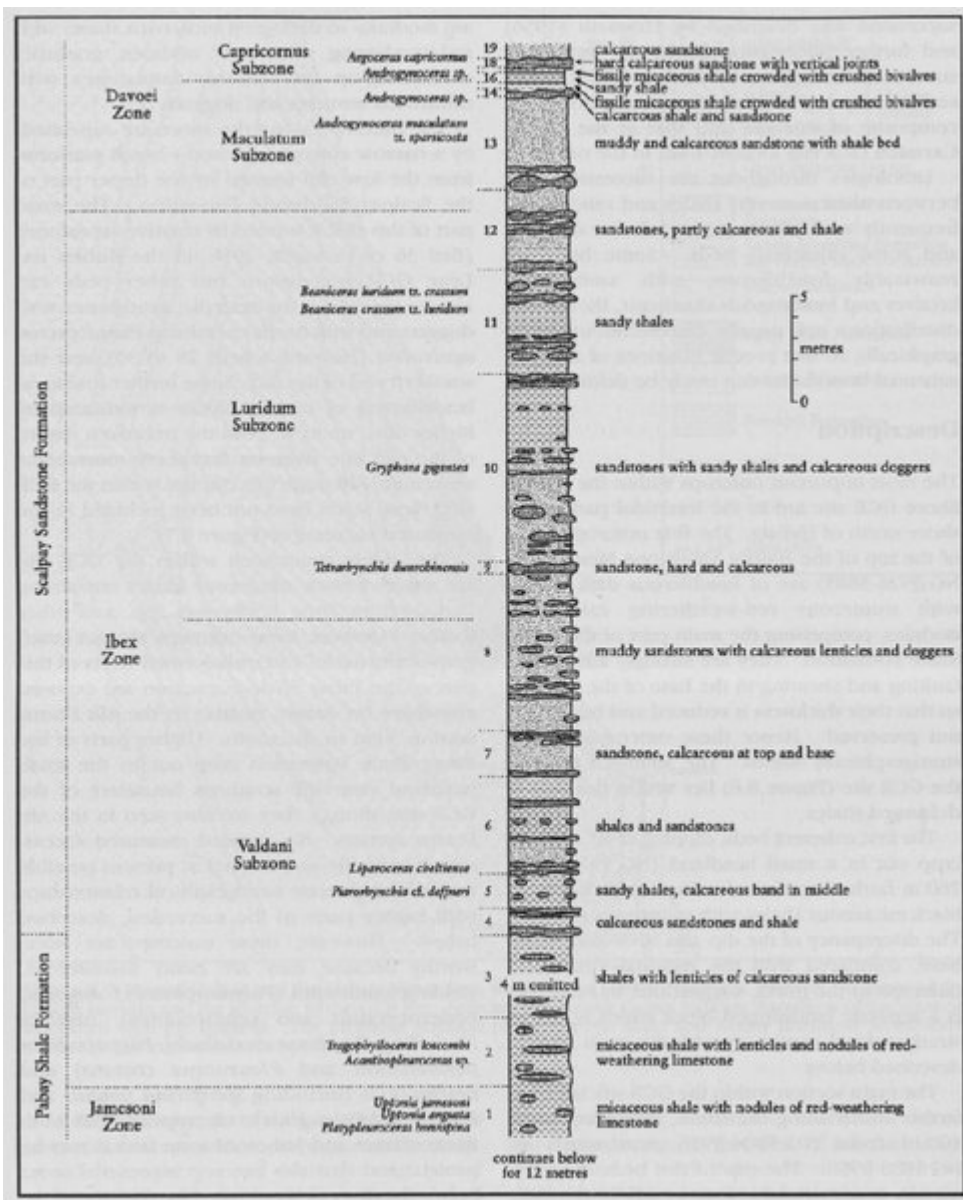 Capricornus
Subzone
Davoei
Zone
Maculatum
Subzone
Luridum
Subzone
Ibex
Zone
Valdani
Subzone
Jamesoni
Zone
Scalpay Sandstone Formation
Pabay Shale Formation
Aegoceras capricornus
Androgynoceras sp.
Androgynoceras sp.
Androgynoceras maculatum
Beaniceras luridum
Beaniceras crassum
Gryphaea gigantea
Tetrarhynchia dunrobinensis
Liparoceras cheltiense
Piarorhynchia cf. deffneri
Tragophylloceras loscombi
Acanthopleuroceras sp.
Uptonia jamesoni
Uptonia angusta
Platypleuroceras
19
18
16
14
13
12
11
10
9
8
7
6
5
4
3
2
1
calcareous sandstone
hard calcareous sandstone with vertical joints
fissile micaceous shale crowded with crushed bivalves
sandy shale
fissile micaceous shale crowded with crushed bivalves
calcareous shale and sandstone
muddy and calcareous sandstone with shale bed
sandstones, partly calcareous and shale
sandy shales
sandstones with sandy shales and calcareous doggers
sandstone, hard and calcareous
muddy sandstones with calcareous lenticles and doggers
sandstone, calcareous at top and base
shales and sandstones
sandy shales, calcareous band in middle
calcareous sandstones and shale
shales with lenticles of calcareous sandstone
m omitted
micaceous shale with lenticles and nodules of red-
weathering limestone
micaceous shale with nodules of red-weathering
limestone
continues below
for 12 metres
5
metres
0